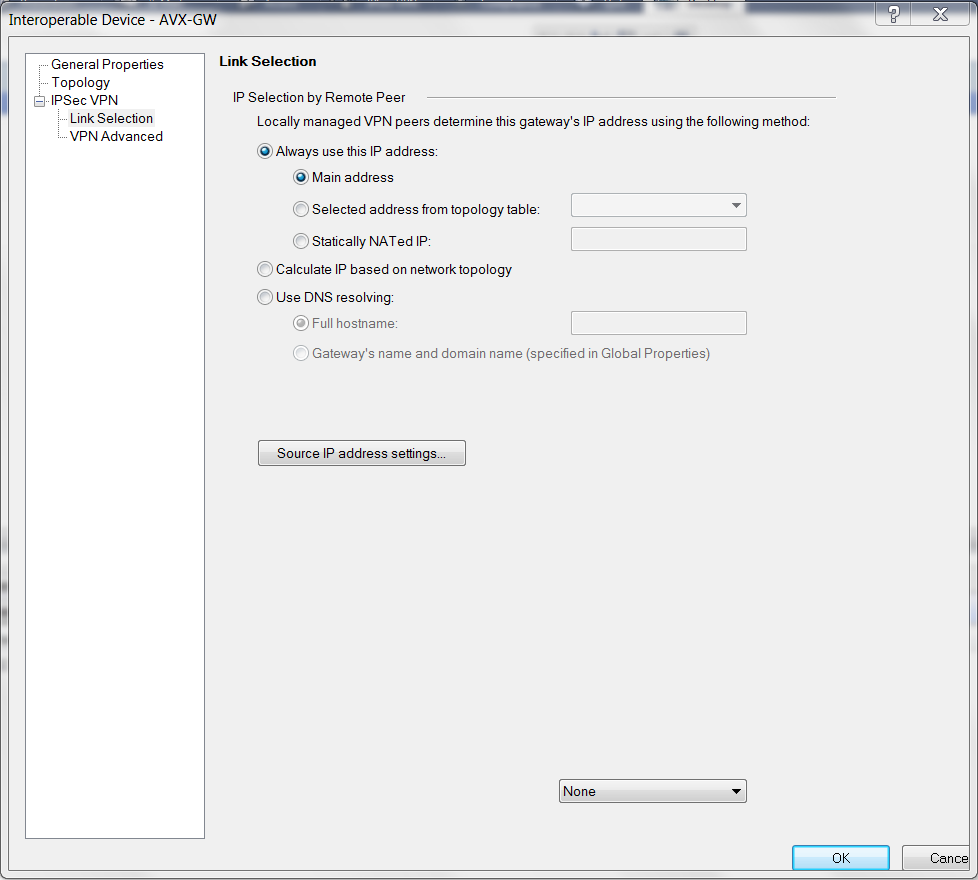 Interoperable Device - AVX-GW
General Properties
Topology
IPSec VPN
Link Selection
VPN Advanced
Link Selection
IP Selection by Remote Peer
Locally managed VPN peers determine this gateway's IP address using the following method:
Always use this IP address:
Main address
Selected address from topology table:
Statically NATed IP:
Calculate IP based on network topology
Use DNS resolving:
Full hostname:
Gateway's name and domain name (specified in Global Properties)
Source IP address settings...
None
OK
Cance